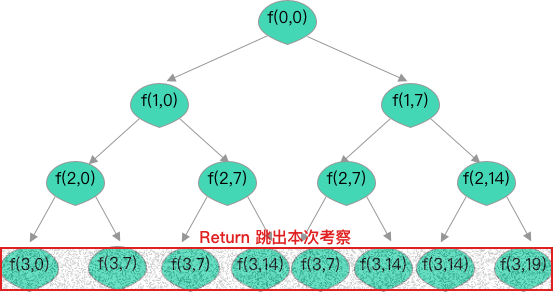 f(0,0)
f(1,0) f(1,7)
f(2,0) f(2,7) f(2,7) f(2,14)
Return 跳出本次考察
f(3,0) f(3,7) f(3,7) f(3,14) f(3,7) f(3,14) f(3,14) f(3,19)